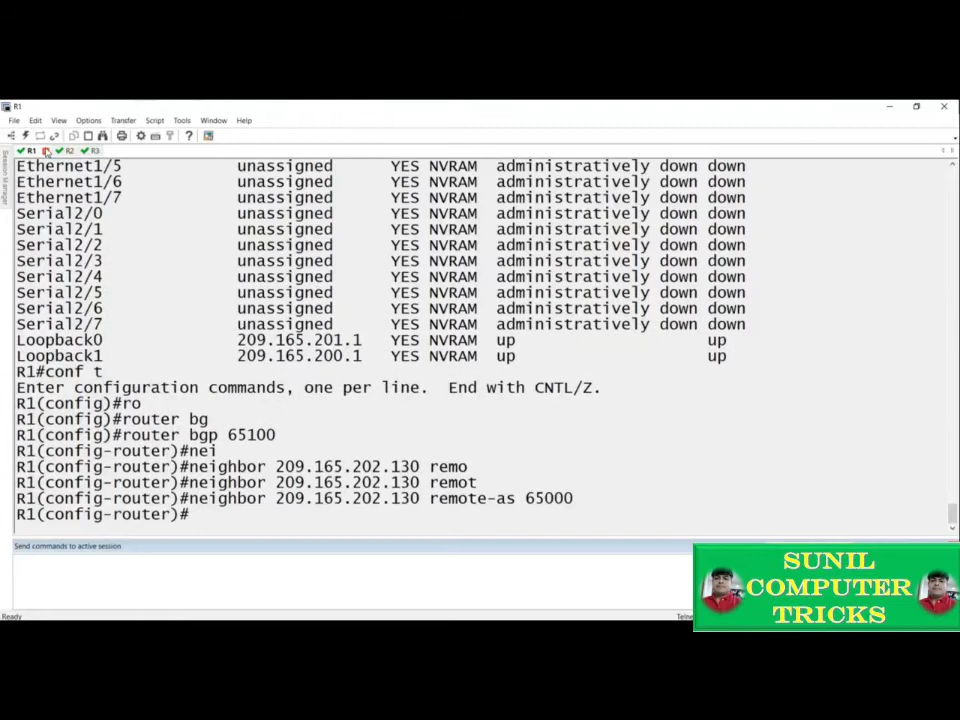 R1
File Edit View Options Transfer Script Tools Window Help
R1 R2 R3
Session Manager
Ethernet1/5 unassigned YES NVRAM administratively down down
Ethernet1/6 unassigned YES NVRAM administratively down down
Ethernet1/7 unassigned YES NVRAM administratively down down
Serial2/0 unassigned YES NVRAM administratively down down
Serial2/1 unassigned YES NVRAM administratively down down
Serial2/2 unassigned YES NVRAM administratively down down
Serial2/3 unassigned YES NVRAM administratively down down
Serial2/4 unassigned YES NVRAM administratively down down
Serial2/5 unassigned YES NVRAM administratively down down
Serial2/6 unassigned YES NVRAM administratively down down
Serial2/7 unassigned YES NVRAM administratively down down
Loopback0 209.165.201.1 YES NVRAM up up
Loopback1 209.165.200.1 YES NVRAM up up
R1#conf t
Enter configuration commands, one per line. End with CNTL/Z.
R1(config)#ro
R1(config)#router bg
R1(config)#router bgp 65100
R1(config-router)#nei
R1(config-router)#neighbor 209.165.202.130 remo
R1(config-router)#neighbor 209.165.202.130 remot
R1(config-router)#neighbor 209.165.202.130 remote-as 65000
R1(config-router)#
Send commands to active session
Ready Telne
SUNIL
COMPUTER
TRICKS